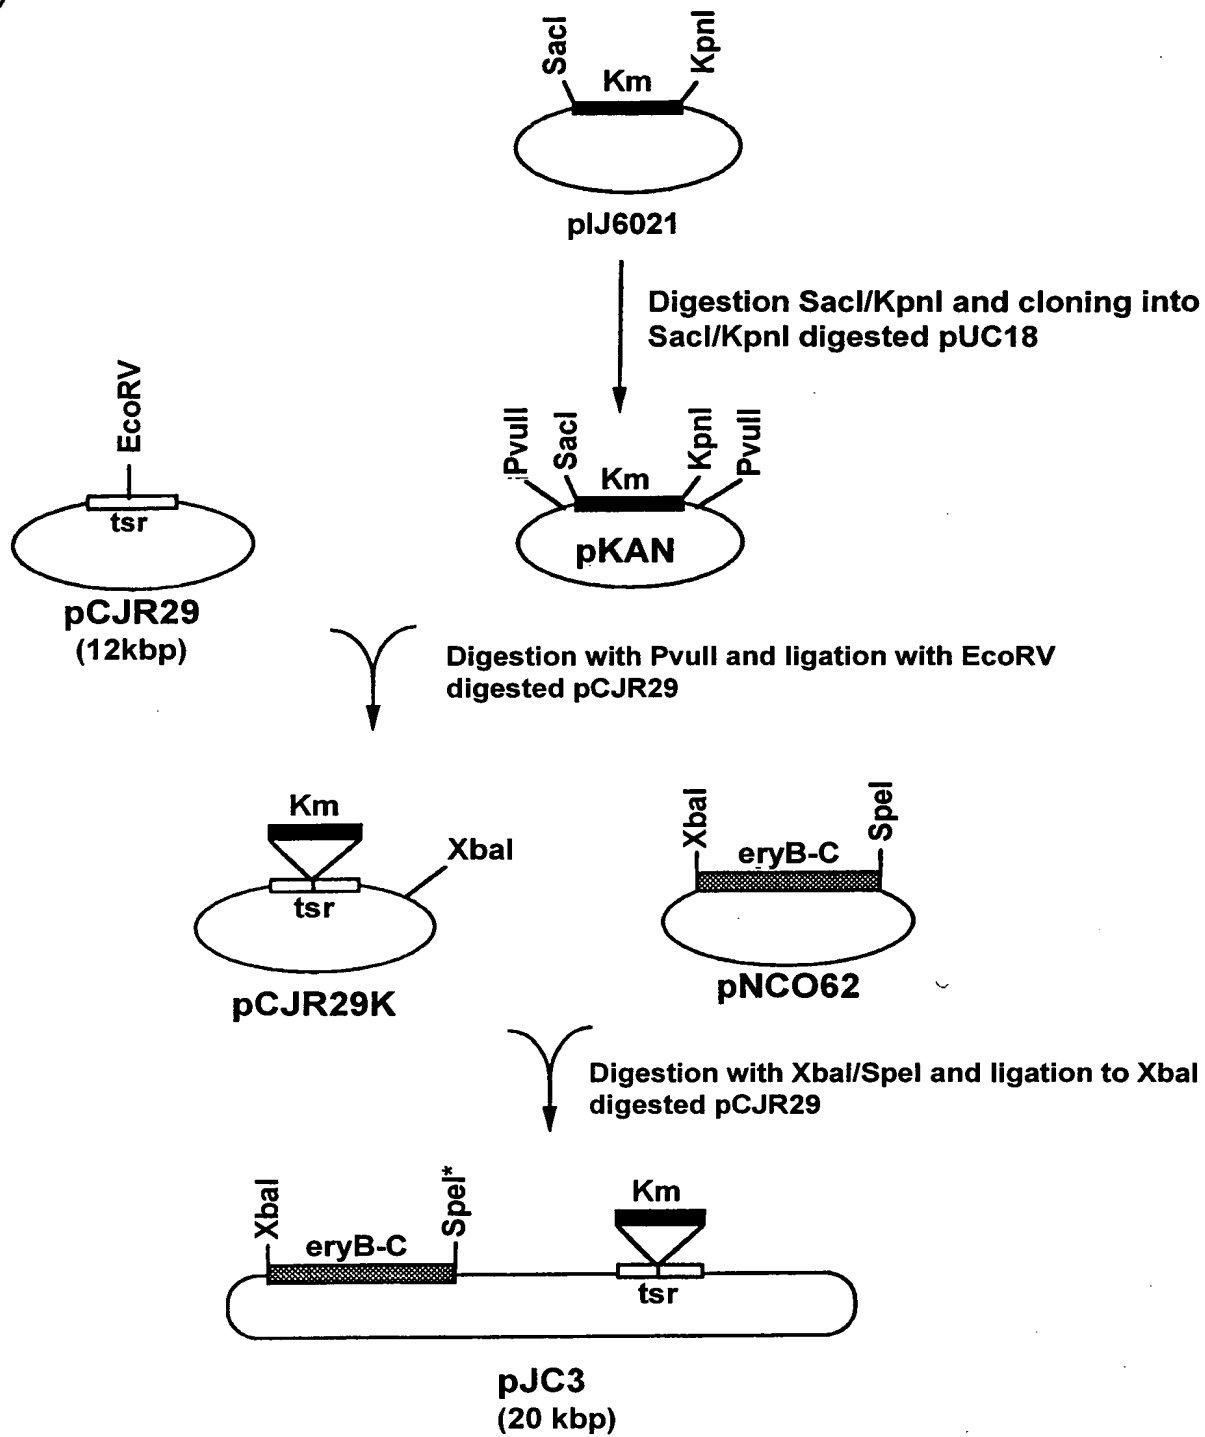 SacI
Km
KpnI
pIJ6021
Digestion SacI/KpnI and cloning into
SacI/KpnI digested pUC18
EcoRV
tsr
pCJR29
(12kbp)
PvuII
SacI
Km
KpnI
PvuII
pKAN
Digestion with PvuII and ligation with EcoRV
digested pCJR29
Km
XbaI
tsr
pCJR29K
XbaI
eryB-C
SpeI
pNCO62
Digestion with XbaI/SpeI and ligation to XbaI
digested pCJR29
XbaI
eryB-C
SpeI*
Km
tsr
pJC3
(20 kbp)